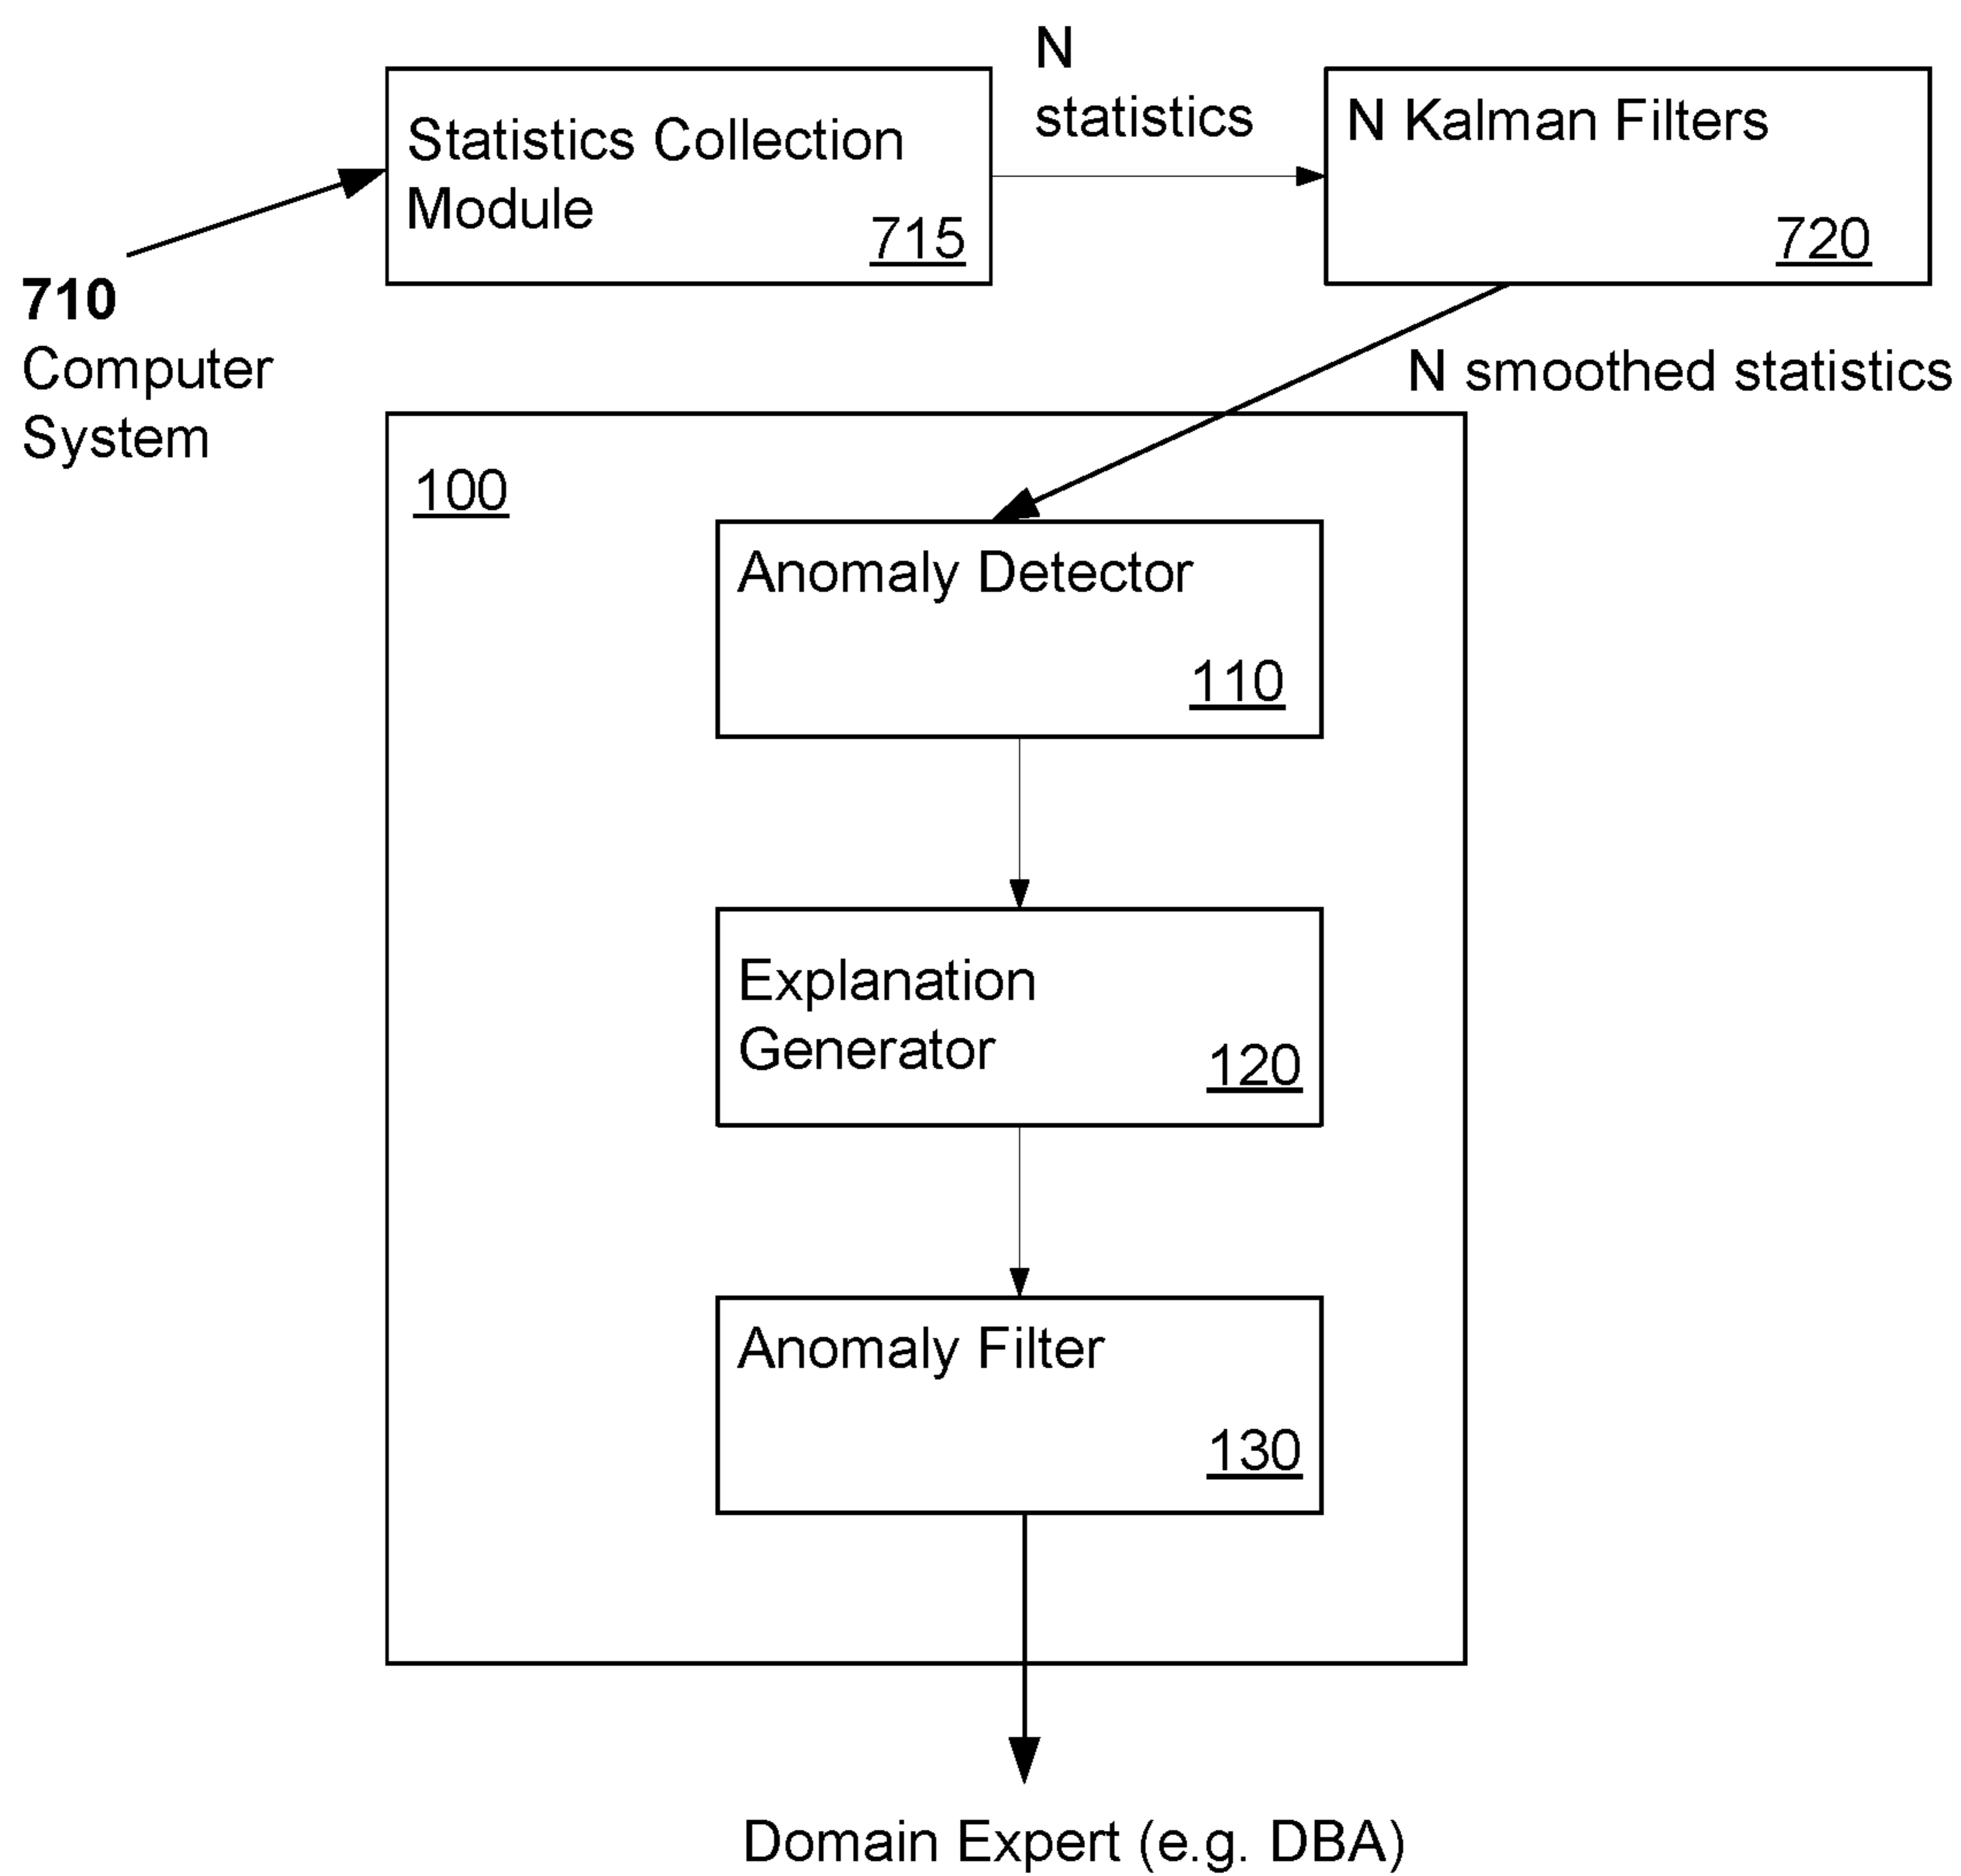 N
statistics
Statistics Collection
Module
715
N Kalman Filters
720
710
Computer
System
N smoothed statistics
100
Anomaly Detector
110
Explanation
Generator
120
Anomaly Filter
130
Domain Expert (e.g. DBA)